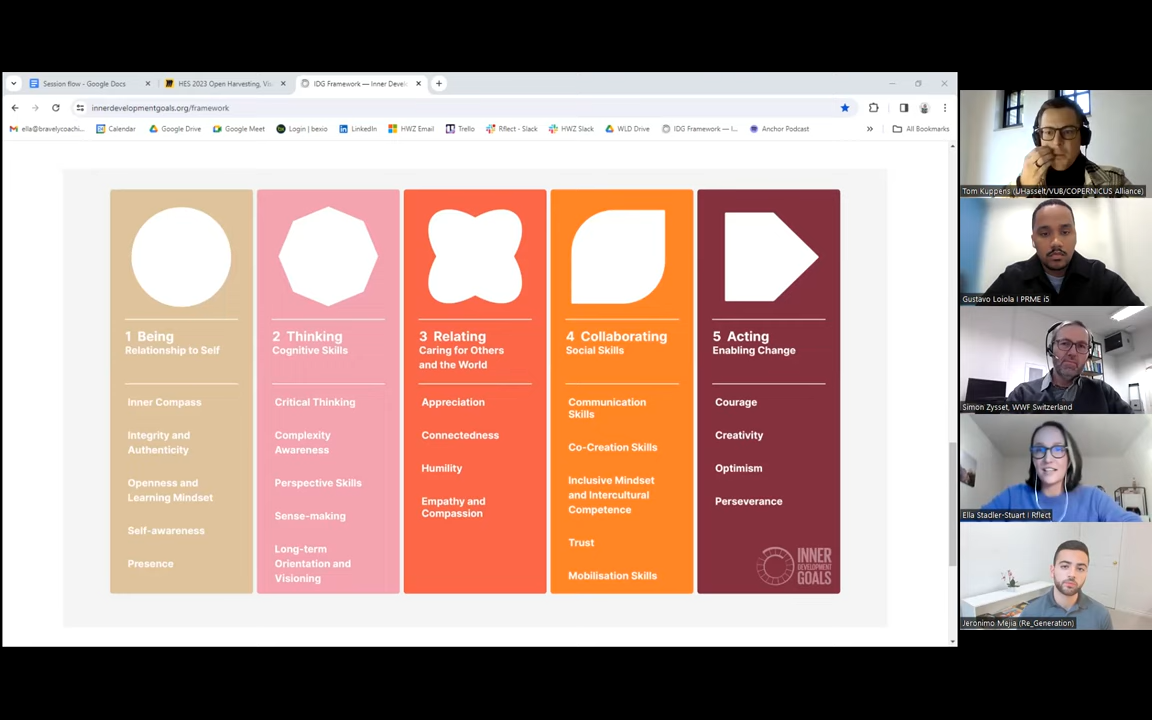 Session flow - Google Docs
HES 2023 Open Harvesting, Vis
IDG Framework — Inner Devel
innerdevelopmentgoals.org/framework
ella@bravelycoachi...
Calendar
Google Drive
Google Meet
Login | bexio
LinkedIn
HWZ Email
Trello
Rflect - Slack
HWZ Slack
WLD Drive
IDG Framework — I...
Anchor Podcast
»
All Bookmarks
1 Being
Relationship to Self
Inner Compass
Integrity and
Authenticity
Openness and
Learning Mindset
Self-awareness
Presence
2 Thinking
Cognitive Skills
Critical Thinking
Complexity
Awareness
Perspective Skills
Sense-making
Long-term
Orientation and
Visioning
3 Relating
Caring for Others
and the World
Appreciation
Connectedness
Humility
Empathy and
Compassion
4 Collaborating
Social Skills
Communication
Skills
Co-Creation Skills
Inclusive Mindset
and Intercultural
Competence
Trust
Mobilisation Skills
5 Acting
Enabling Change
Courage
Creativity
Optimism
Perseverance
INNER
DEVELOPMENT
GOALS
Tom Kuppens (UHasselt/VUB/COPERNICUS Alliance)
Gustavo Loiola I PRME i5
Simon Zysset, WWF Switzerland
Ella Stadler-Stuart I Rflect
Jeronimo Mejia (Re_Generation)